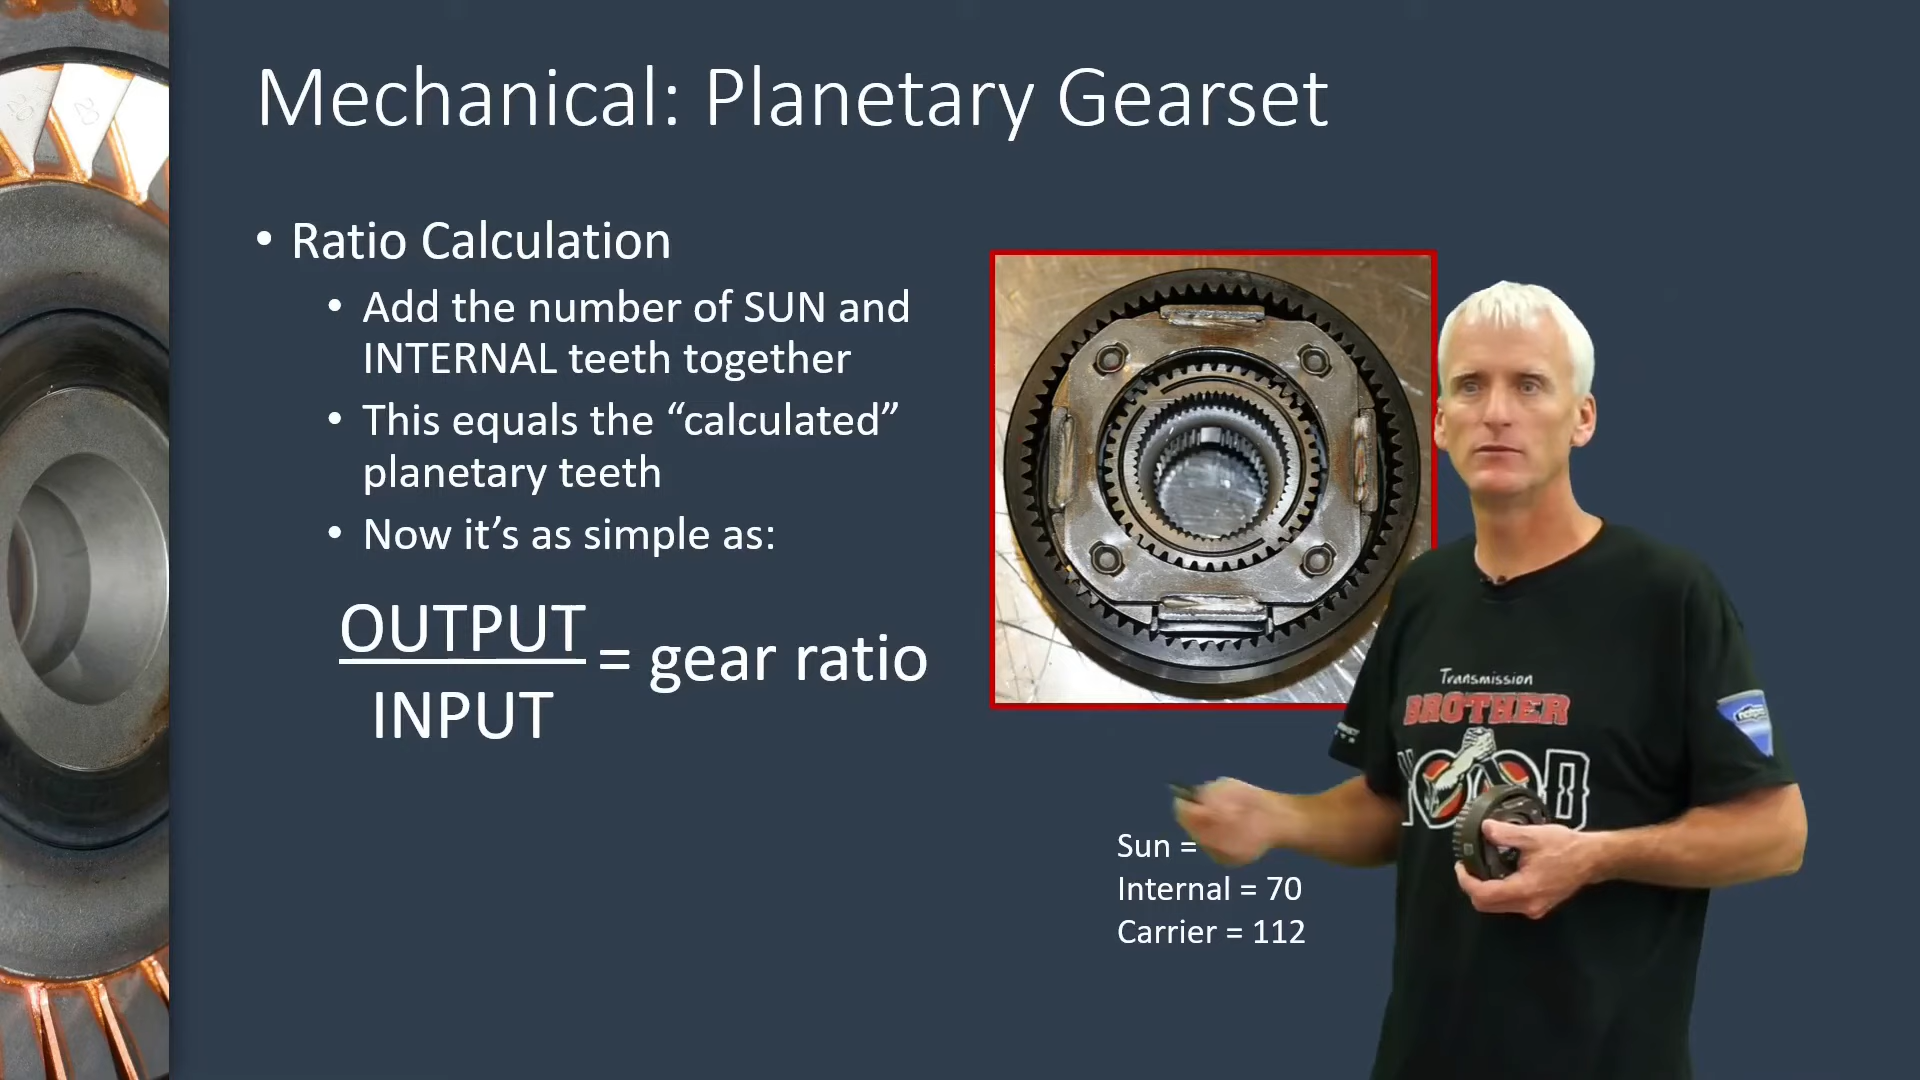 Mechanical: Planetary Gearset
• Ratio Calculation
• Add the number of SUN and
INTERNAL teeth together
• This equals the “calculated”
planetary teeth
• Now it’s as simple as:
OUTPUT
= gear ratio
INPUT
Transmission
BROTHER
Sun =
Internal = 70
Carrier = 112